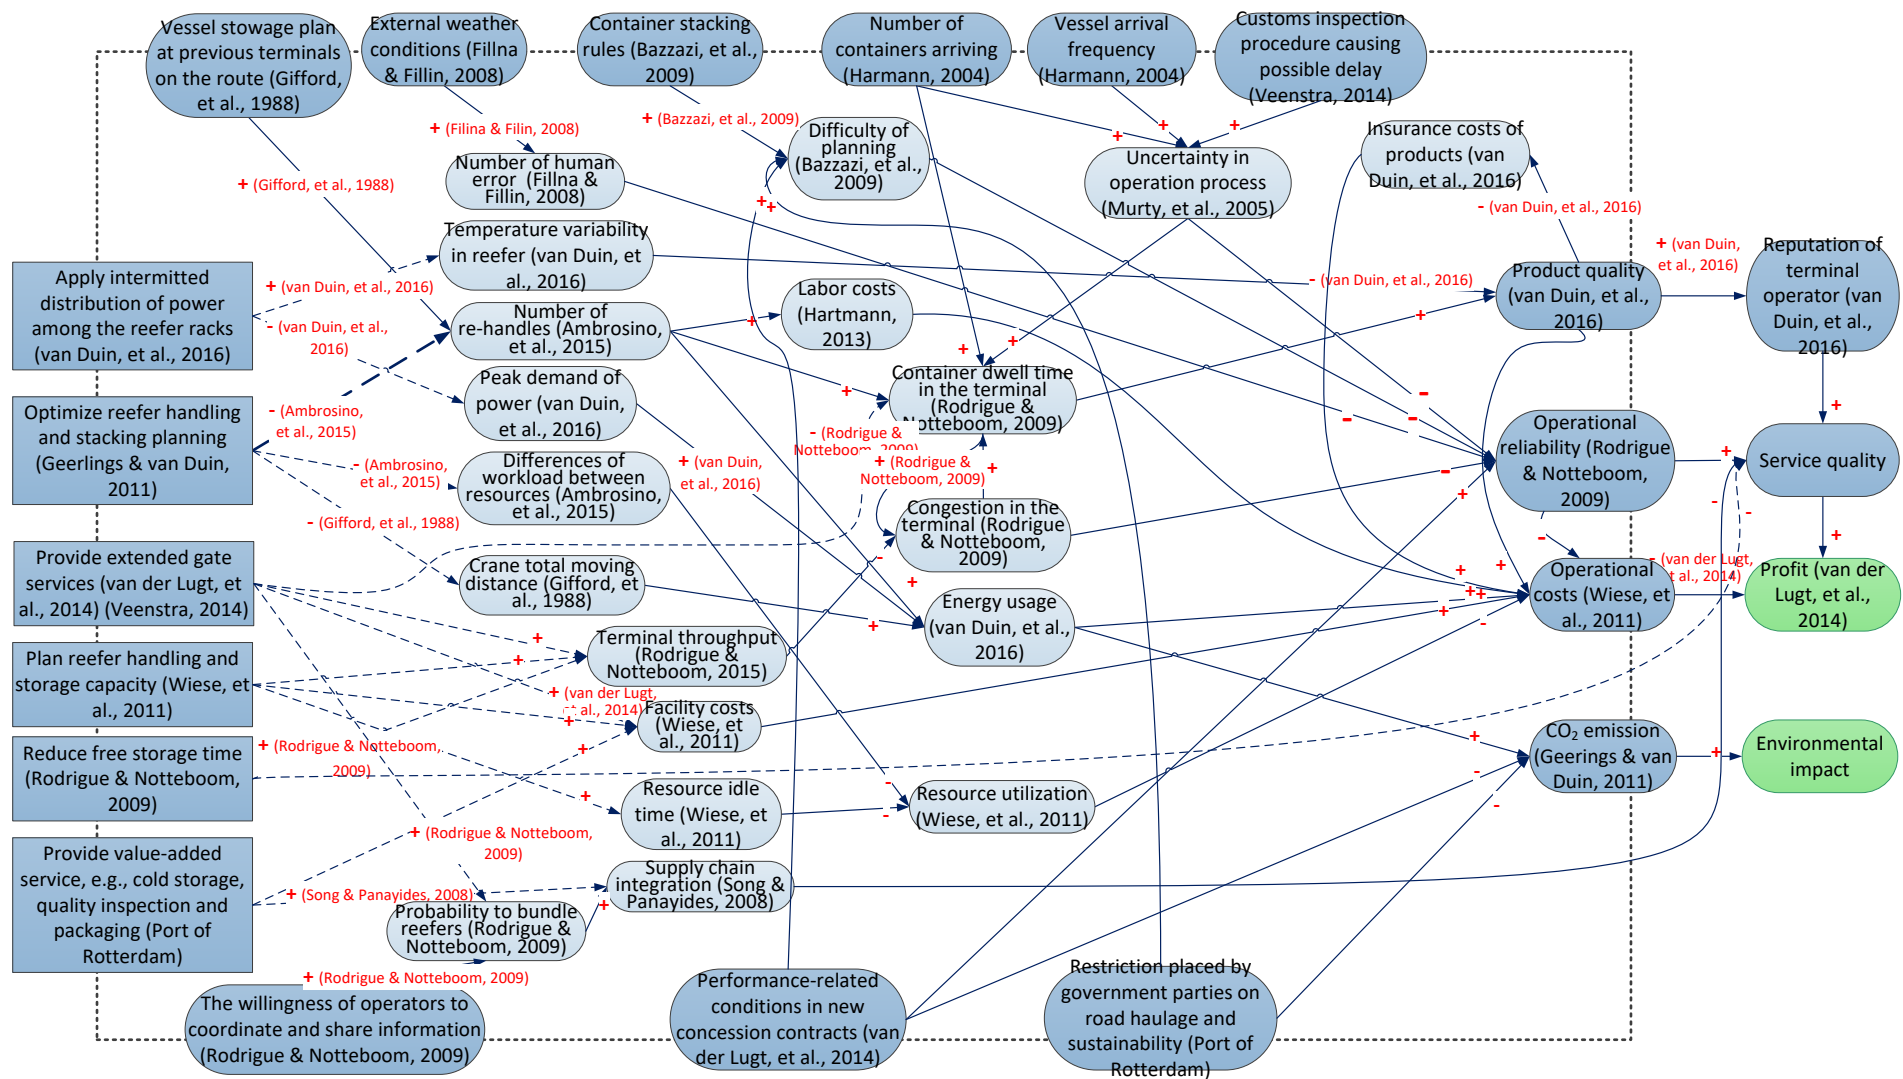 Vessel stowage plan
at previous terminals
on the route (Gifford,
et al., 1988)
External weather
conditions (Fillna
& Fillin, 2008)
Container stacking
rules (Bazzazi, et al.,
2009)
Number of
containers arriving
(Harmann, 2004)
Vessel arrival
frequency
(Harmann, 2004)
Customs inspection
procedure causing
possible delay
(Veenstra, 2014)
+ (Gifford, et al., 1988)
+ (Filina & Filin, 2008)
+ (Bazzazi, et al., 2009)
+
+
+
Number of human
error (Fillna &
Fillin, 2008)
Difficulty of
planning
(Bazzazi, et al.,
2009)
Uncertainty in
operation process
(Murty, et al., 2005)
Insurance costs of
products (van
Duin, et al., 2016)
- (van Duin, et al., 2016)
++
Temperature variability
in reefer (van Duin, et
al., 2016)
- (van Duin, et al., 2016)
Product quality
(van Duin, et al.,
2016)
+ (van Duin,
et al., 2016)
Reputation of
terminal
operator (van
Duin, et al.,
2016)
Apply intermitted
distribution of power
among the reefer racks
(van Duin, et al., 2016)
+ (van Duin, et al., 2016)
- (van Duin, et al.,
2016)
Number of
re-handles (Ambrosino,
et al., 2015)
+
Labor costs
(Hartmann,
2013)
+
+
+
+
Peak demand of
power (van Duin,
et al., 2016)
Container dwell time
in the terminal
(Rodrigue &
Notteboom, 2009)
-
-
-
+
Optimize reefer handling
and stacking planning
(Geerlings & van Duin,
2011)
- (Ambrosino,
et al., 2015)
- (Ambrosino,
et al., 2015)
- (Gifford, et al., 1988)
Differences of
workload between
resources (Ambrosino,
et al., 2015)
+ (van Duin,
et al., 2016)
- (Rodrigue &
Notteboom, 2009)
+ (Rodrigue &
Notteboom, 2009)
+
-
+
Operational
reliability (Rodrigue
& Notteboom,
2009)
+
Service quality
-
-
+
Congestion in the
terminal (Rodrigue
& Notteboom,
2009)
-
-
Provide extended gate
services (van der Lugt, et
al., 2014) (Veenstra, 2014)
Crane total moving
distance (Gifford, et
al., 1988)
+
+
Energy usage
(van Duin, et al.,
2016)
+
+
++
+
-
Operational
costs (Wiese, et
al., 2011)
- (van der Lugt,
et al., 2014)
Profit (van der
Lugt, et al.,
2014)
Plan reefer handling and
storage capacity (Wiese, et
al., 2011)
+
+
Terminal throughput
(Rodrigue &
Notteboom, 2015)
+ (van der Lugt,
et al., 2014)
+
+
Facility costs
(Wiese, et
al., 2011)
Reduce free storage time
(Rodrigue & Notteboom,
2009)
+ (Rodrigue & Notteboom,
2009)
+
-
-
CO₂ emission
(Geerings & van
Duin, 2011)
+
Environmental
impact
+
Resource idle
time (Wiese, et
al., 2011)
-
-
Resource utilization
(Wiese, et al., 2011)
Provide value-added
service, e.g., cold storage,
quality inspection and
packaging (Port of
Rotterdam)
+ (Rodrigue & Notteboom,
2009)
+ (Song & Panayides, 2008)
Supply chain
integration (Song &
Panayides, 2008)
+
Probability to bundle
reefers (Rodrigue &
Notteboom, 2009)
+ (Rodrigue & Notteboom, 2009)
The willingness of operators to
coordinate and share information
(Rodrigue & Notteboom, 2009)
Performance-related
conditions in new
concession contracts (van
der Lugt, et al., 2014)
Restriction placed by
government parties on
road haulage and
sustainability (Port of
Rotterdam)